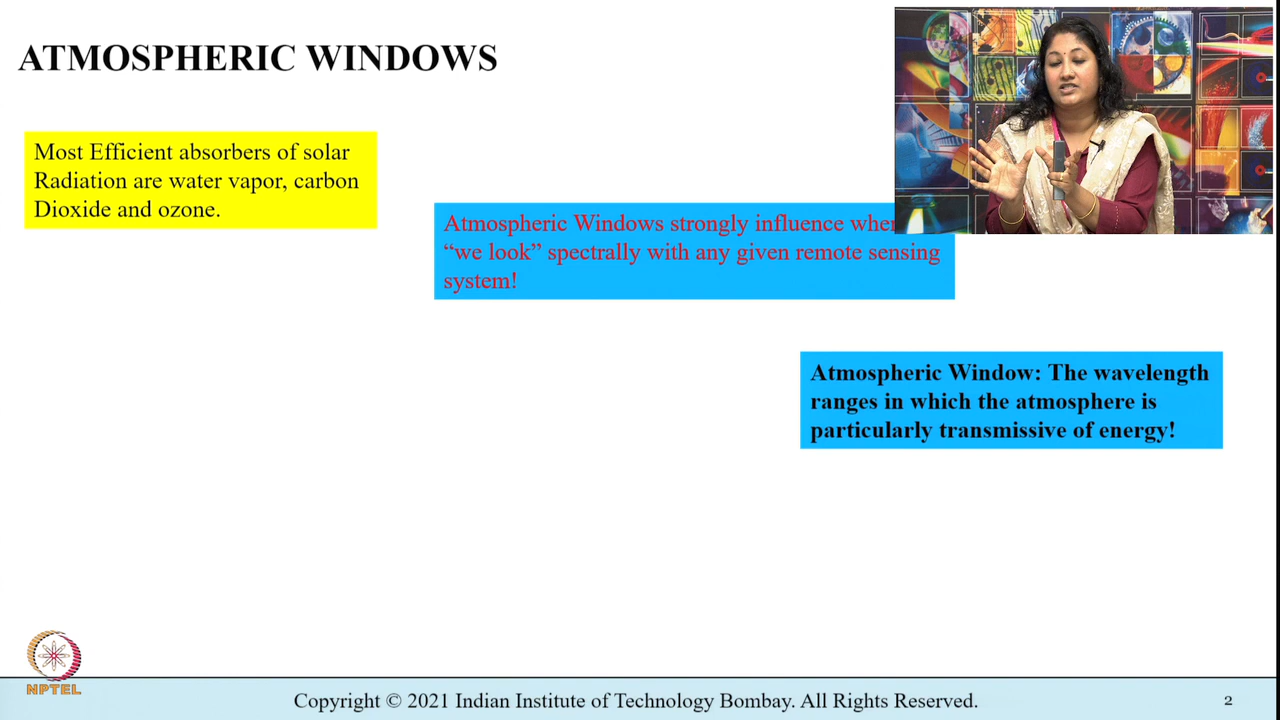 ATMOSPHERIC WINDOWS
Most Efficient absorbers of solar
Radiation are water vapor, carbon
Dioxide and ozone.
Atmospheric Windows strongly influence
“we look” spectrally with any given remote sensing
system!
Atmospheric Window: The wavelength
ranges in which the atmosphere is
particularly transmissive of energy!
NPTEL
Copyright © 2021 Indian Institute of Technology Bombay. All Rights Reserved.
2